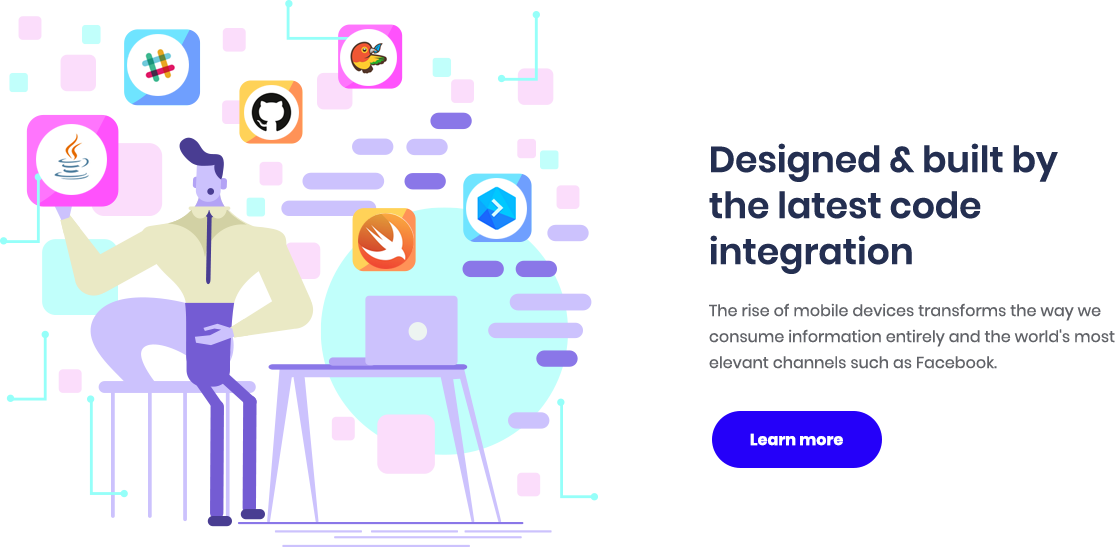 Designed & built by
the latest code
integration
The rise of mobile devices transforms the way we
consume information entirely and the world's most
elevant channels such as Facebook.
Learn more